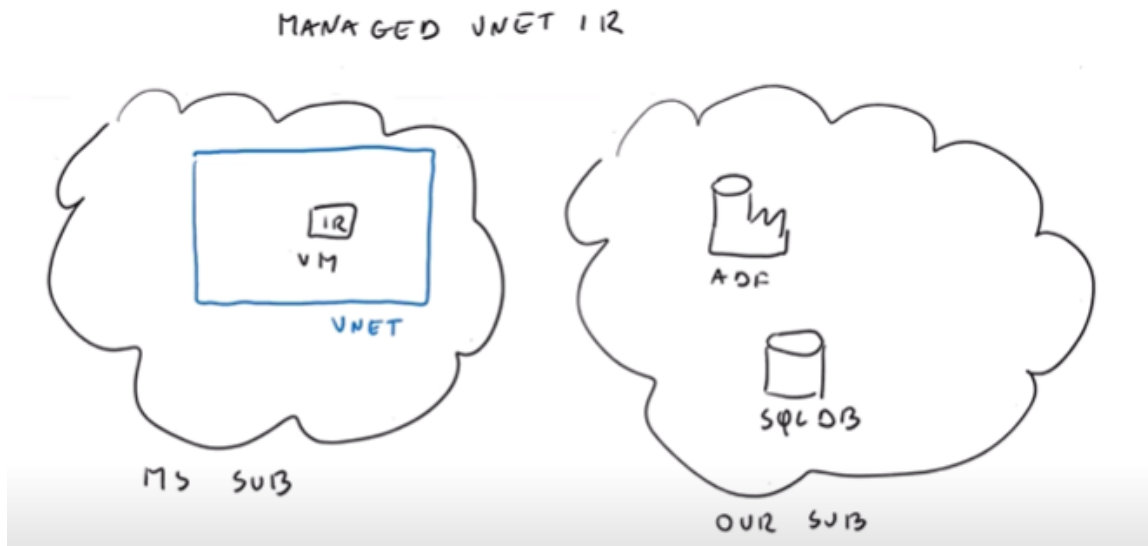 MANAGED VNET IR
IR
VM
VNET
MS SUB
ADF
SQL DB
OUR SUB